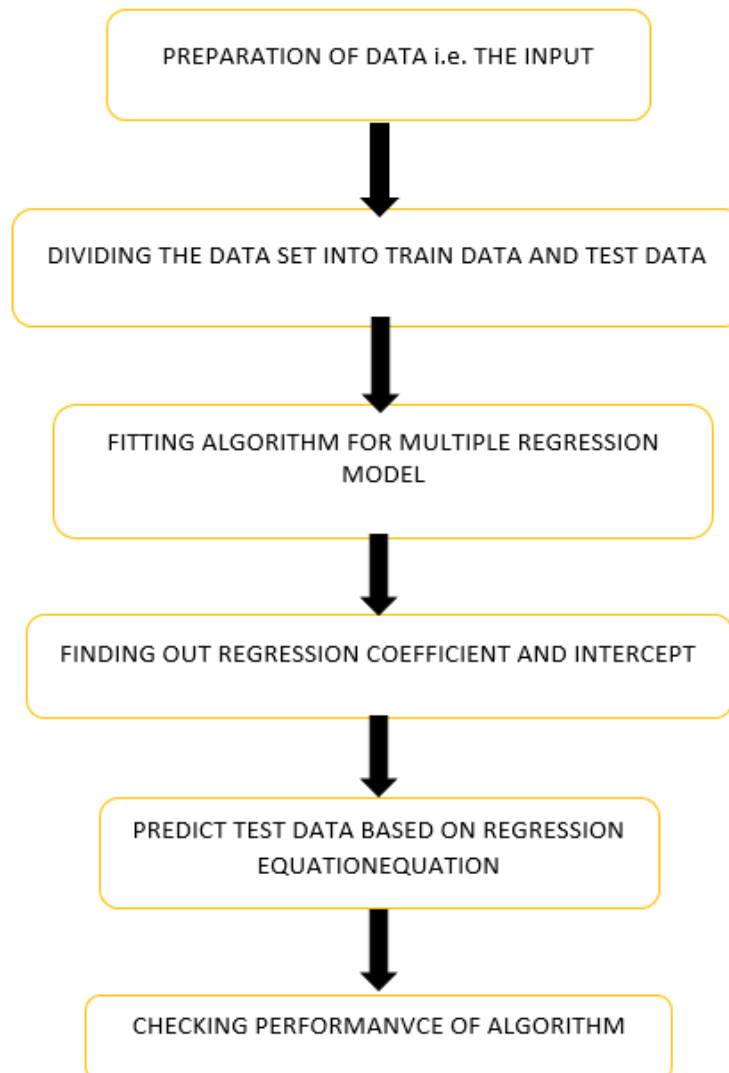 PREPARATION OF DATA i.e. THE INPUT
DIVIDING THE DATA SET INTO TRAIN DATA AND TEST DATA
FITTING ALGORITHM FOR MULTIPLE REGRESSION
MODEL
FINDING OUT REGRESSION COEFFICIENT AND INTERCEPT
PREDICT TEST DATA BASED ON REGRESSION
EQUATIONEQUATION
CHECKING PERFORMANVCE OF ALGORITHM